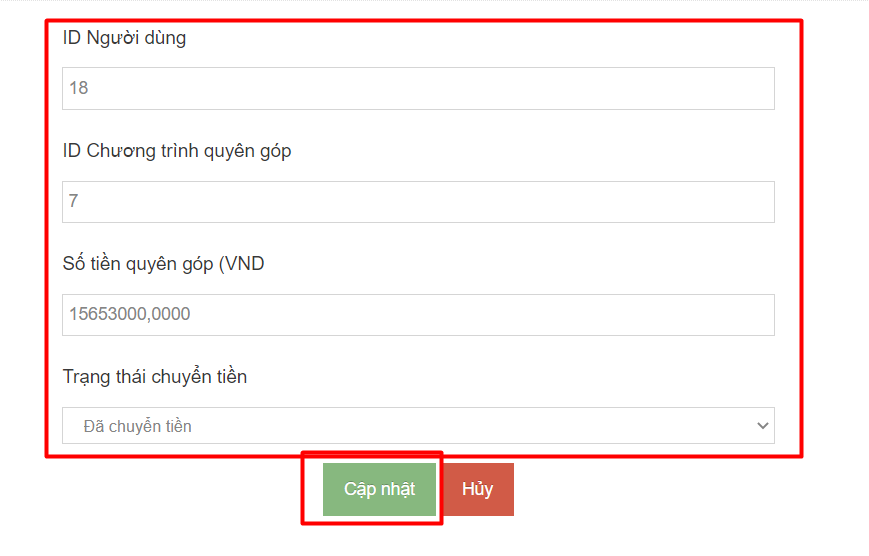 ID Người dùng
18
ID Chương trình quyên góp
7
Số tiền quyên góp (VND
15653000,0000
Trạng thái chuyển tiền
Đã chuyển tiền
Cập nhật Hủy